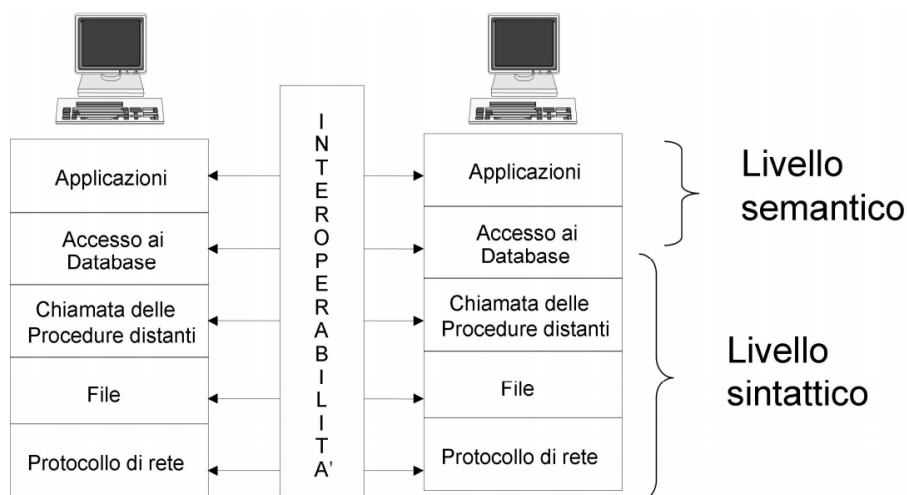 Applicazioni
Accesso ai
Database
Chiamata delle
Procedure distanti
File
Protocollo di rete
INTEROPERABILITA'
Applicazioni
Accesso ai
Database
Chiamata delle
Procedure distanti
File
Protocollo di rete
Livello
semantico
Livello
sintattico